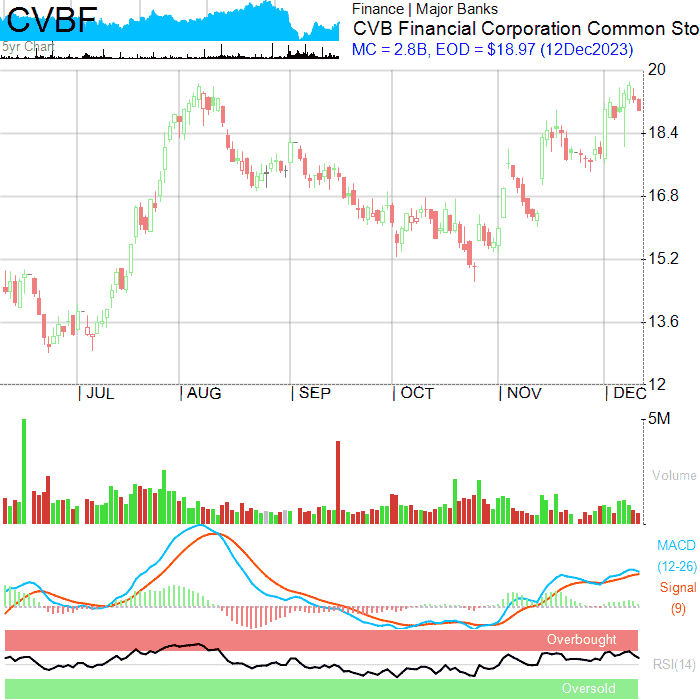 CVBF
5yr Chart
Finance | Major Banks
CVB Financial Corporation Common Sto
MC = 2.8B, EOD = $18.97 (12Dec2023)
20
18.4
16.8
15.2
13.6
12
JUL
AUG
SEP
OCT
NOV
DEC
5M
Volume
MACD
(12-26)
Signal
(9)
Overbought
RSI(14)
Oversold